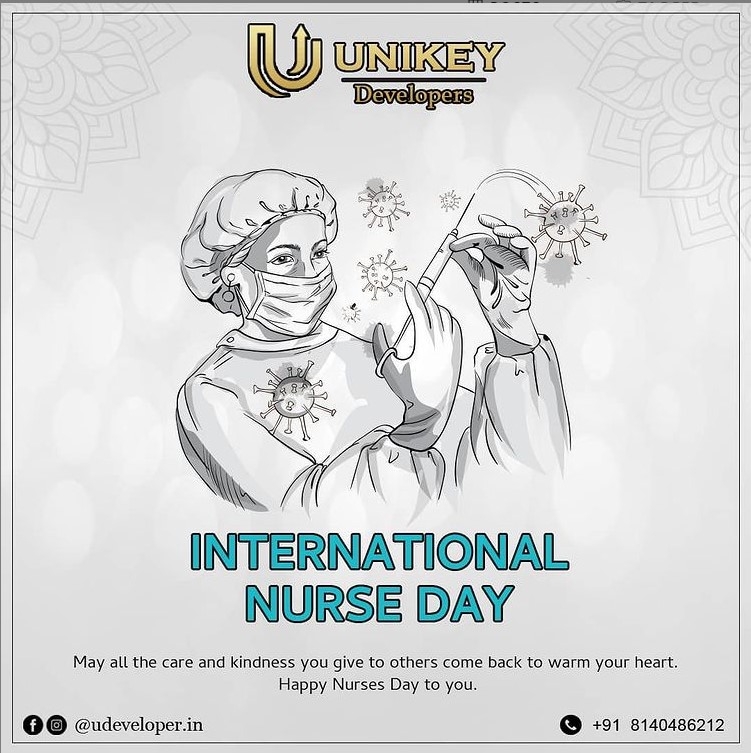 UNIKEY
Developers
INTERNATIONAL
NURSE DAY
May all the care and kindness you give to others come back to warm your heart.
Happy Nurses Day to you.
@udeveloper.in
+91 8140486212